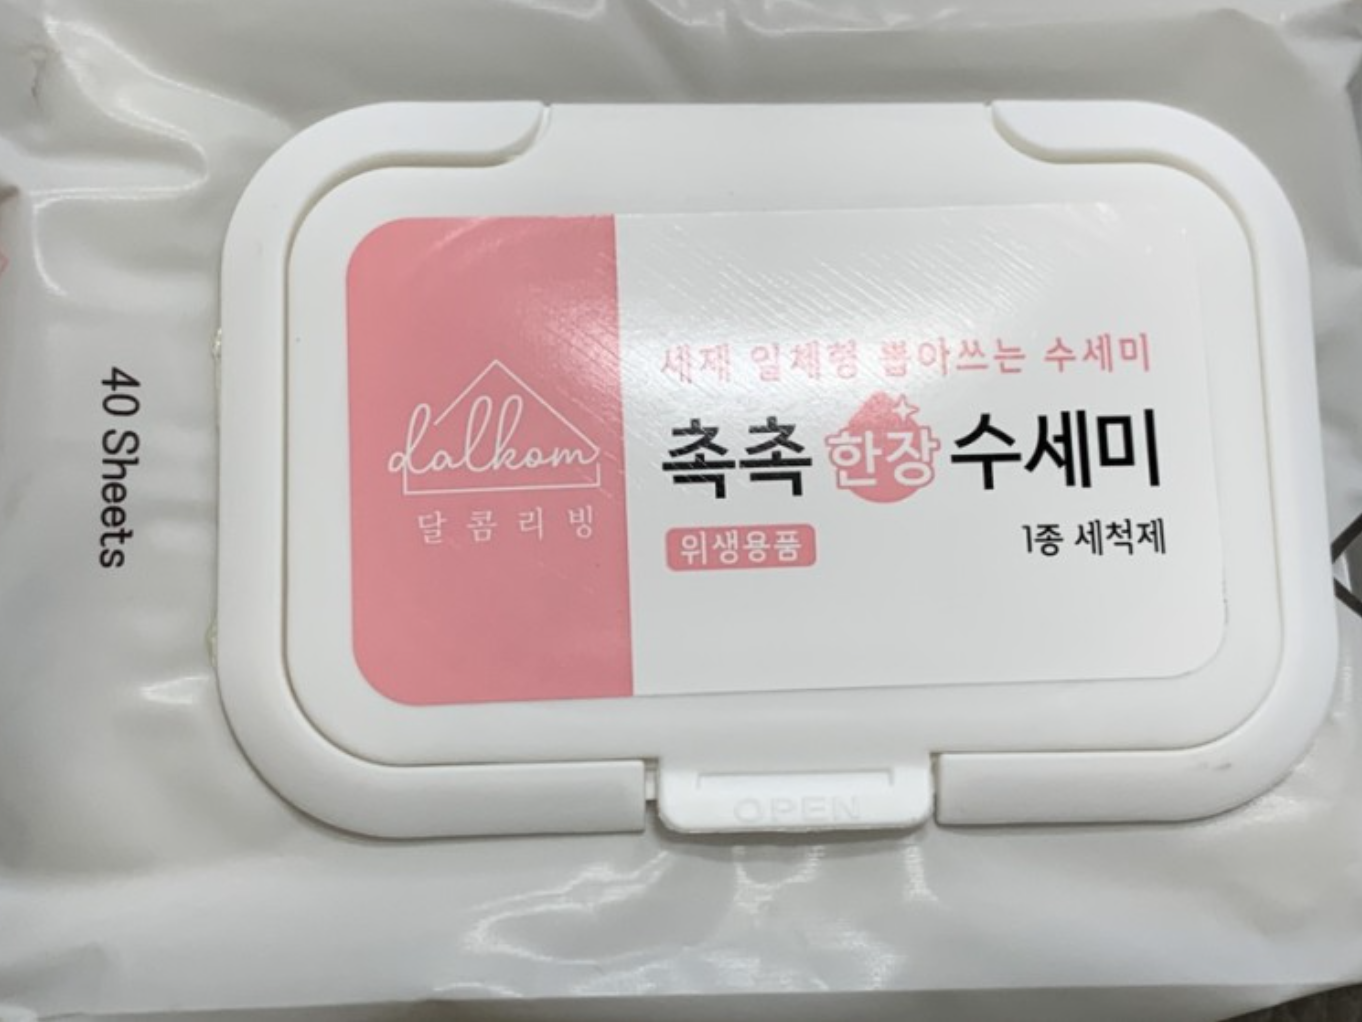 40 Sheets
dalkom
달콤리빙
세제 일체형 뽑아쓰는 수세미
촉촉 한장 수세미
위생용품
1종 세척제
OPEN